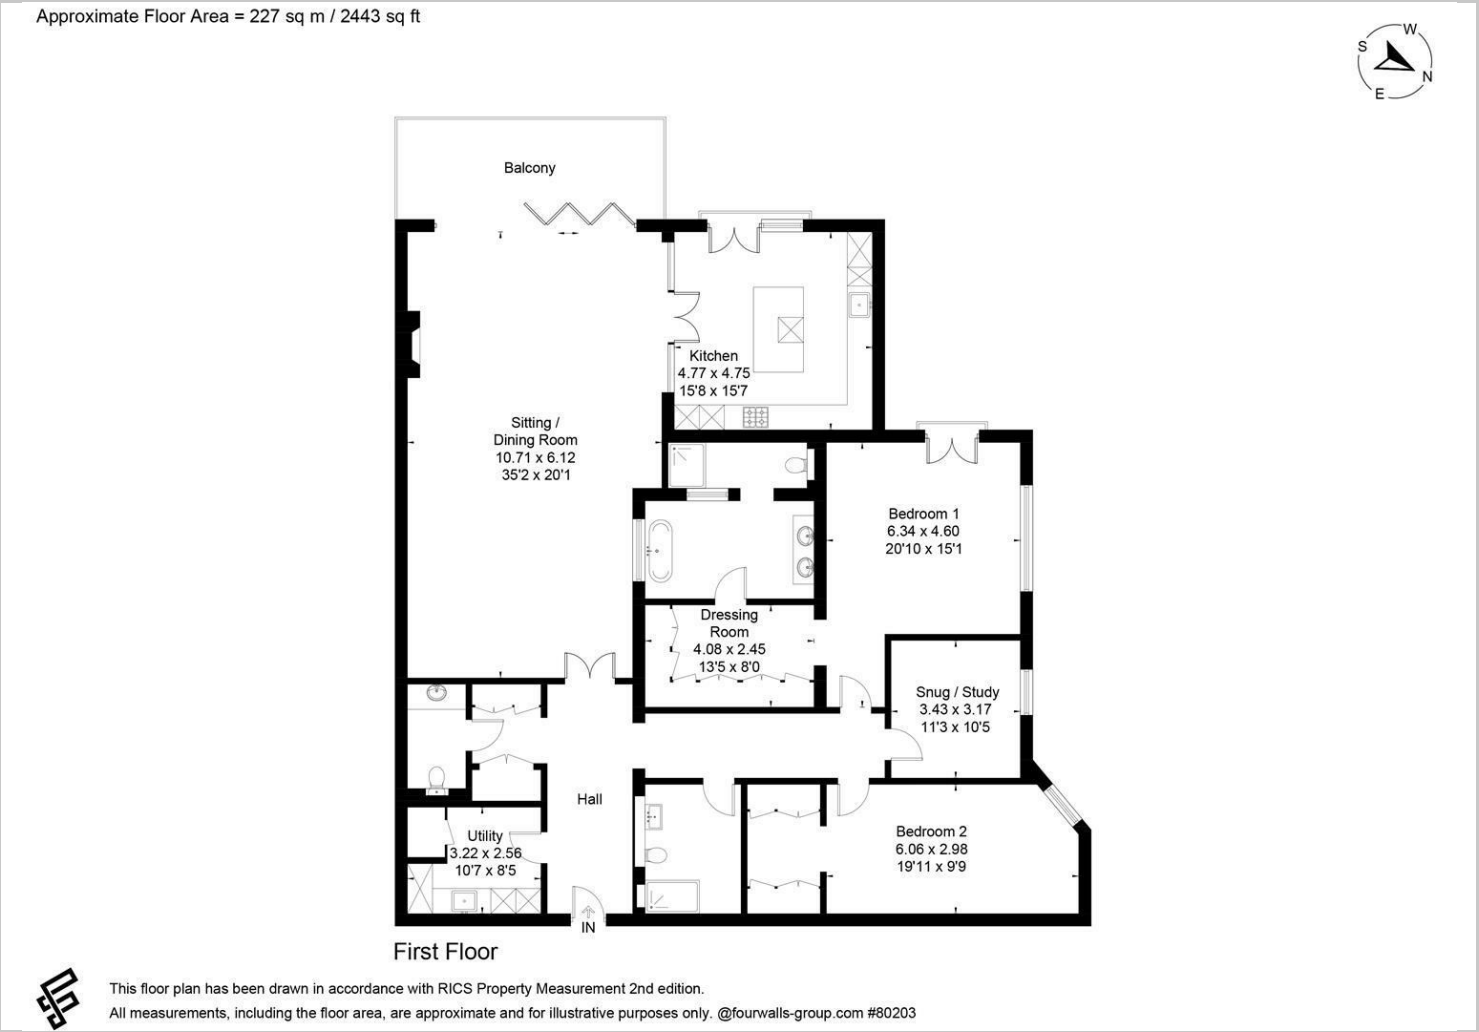 Approximate Floor Area = 227 sq m / 2443 sq ft
W
S
N
E
Balcony
Kitchen
4.77 x 4.75
15'8 x 15'7
Sitting /
Dining Room
10.71 x 6.12
35'2 x 20'1
Bedroom 1
6.34 x 4.60
20'10 x 15'1
Dressing
Room
4.08 x 2.45
13'5 x 8'0
Snug / Study
3.43 x 3.17
11'3 x 10'5
Hall
Utility
3.22 x 2.56
10'7 x 8'5
Bedroom 2
6.06 x 2.98
19'11 x 9'9
IN
First Floor
This floor plan has been drawn in accordance with RICS Property Measurement 2nd edition.
All measurements, including the floor area, are approximate and for illustrative purposes only. @fourwalls-group.com #80203